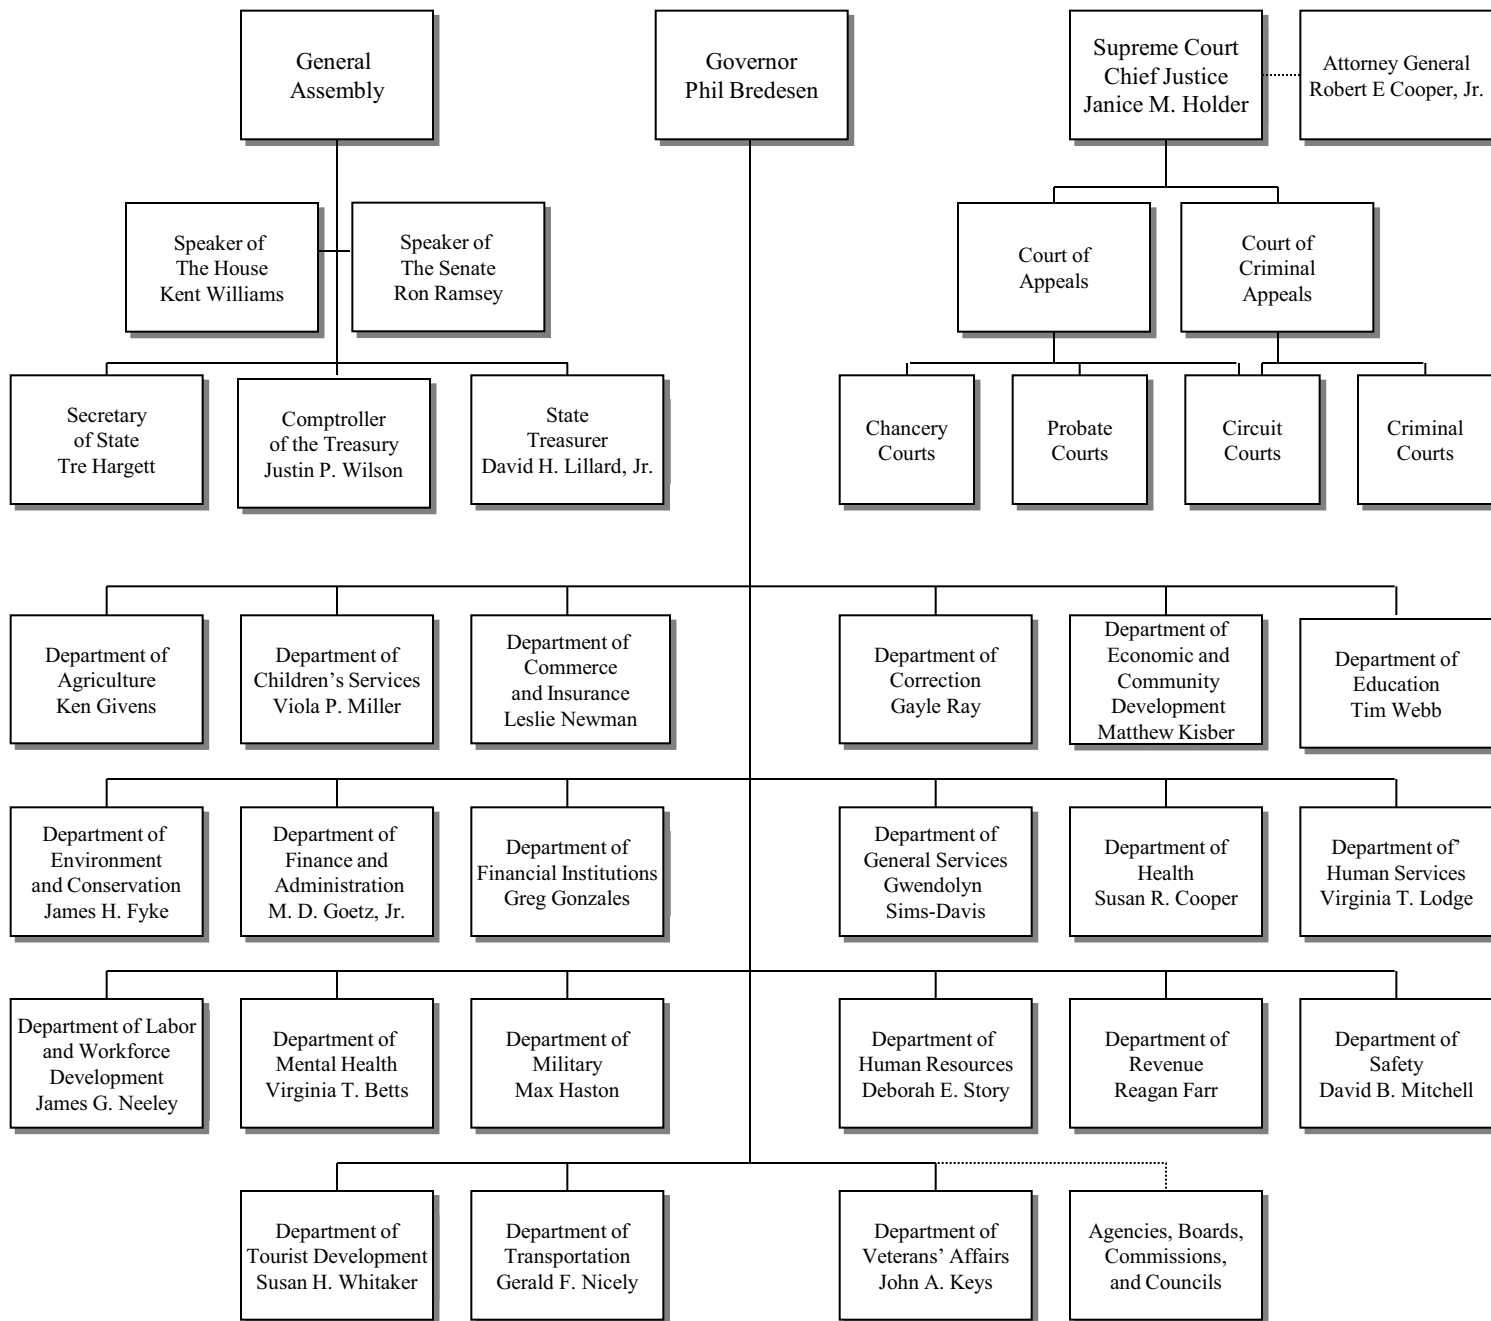 General
Assembly
Governor
Phil Bredesen
Supreme Court
Chief Justice
Janice M. Holder
Attorney General
Robert E Cooper, Jr.
Speaker of
The House
Kent Williams
Speaker of
The Senate
Ron Ramsey
Court of
Appeals
Court of
Criminal
Appeals
Secretary
of State
Tre Hargett
Comptroller
of the Treasury
Justin P. Wilson
State
Treasurer
David H. Lillard, Jr.
Chancery
Courts
Probate
Courts
Circuit
Courts
Criminal
Courts
Department of
Agriculture
Ken Givens
Department of
Children’s Services
Viola P. Miller
Department of
Commerce
and Insurance
Leslie Newman
Department of
Correction
Gayle Ray
Department of
Economic and
Community
Development
Matthew Kisber
Department of
Education
Tim Webb
Department of
Environment
and Conservation
James H. Fyke
Department of
Finance and
Administration
M. D. Goetz, Jr.
Department of
Financial Institutions
Greg Gonzales
Department of
General Services
Gwendolyn
Sims-Davis
Department of
Health
Susan R. Cooper
Department of’
Human Services
Virginia T. Lodge
Department of Labor
and Workforce
Development
James G. Neeley
Department of
Mental Health
Virginia T. Betts
Department of
Military
Max Haston
Department of
Human Resources
Deborah E. Story
Department of
Revenue
Reagan Farr
Department of
Safety
David B. Mitchell
Department of
Tourist Development
Susan H. Whitaker
Department of
Transportation
Gerald F. Nicely
Department of
Veterans’ Affairs
John A. Keys
Agencies, Boards,
Commissions,
and Councils